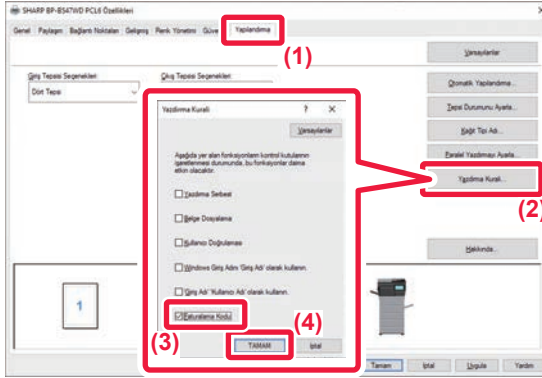 SHARP BP-B547WD PCL6 Özellikleri
Genel Paylaşım Bağlantı Noktaları Gelişmiş Renk Yönetimi Güve Yapılandırma
(1)
Varsayılanlar
Giriş Tepsisi Seçenekleri: Çıkış Tepsisi Seçenekleri:
Dört Tepsi
Otomatik Yapılandırma...
Tepsi Durumunu Ayarla...
Kağıt Tipi Adı...
Paralel Yazdırmayı Ayarla...
Yazdırma Kuralı...
(2)
Hakkında...
Yazdırma Kuralı ? X
Varsayılanlar
Aşağıda yer alan fonksiyonların kontrol kutularının
işaretlenmesi durumunda, bu fonksiyonlar daima
etkin olacaktır.
Yazdırma Serbest
Belge Dosyalama
Kullanıcı Doğrulaması
Windows Giriş Adını 'Giriş Adı' olarak kullanın.
'Giriş Adı' 'Kullanıcı Adı' olarak kullanın.
Faturalama Kodu
(3)
(4)
TAMAM İptal
1
Tamam İptal Uygula Yardım